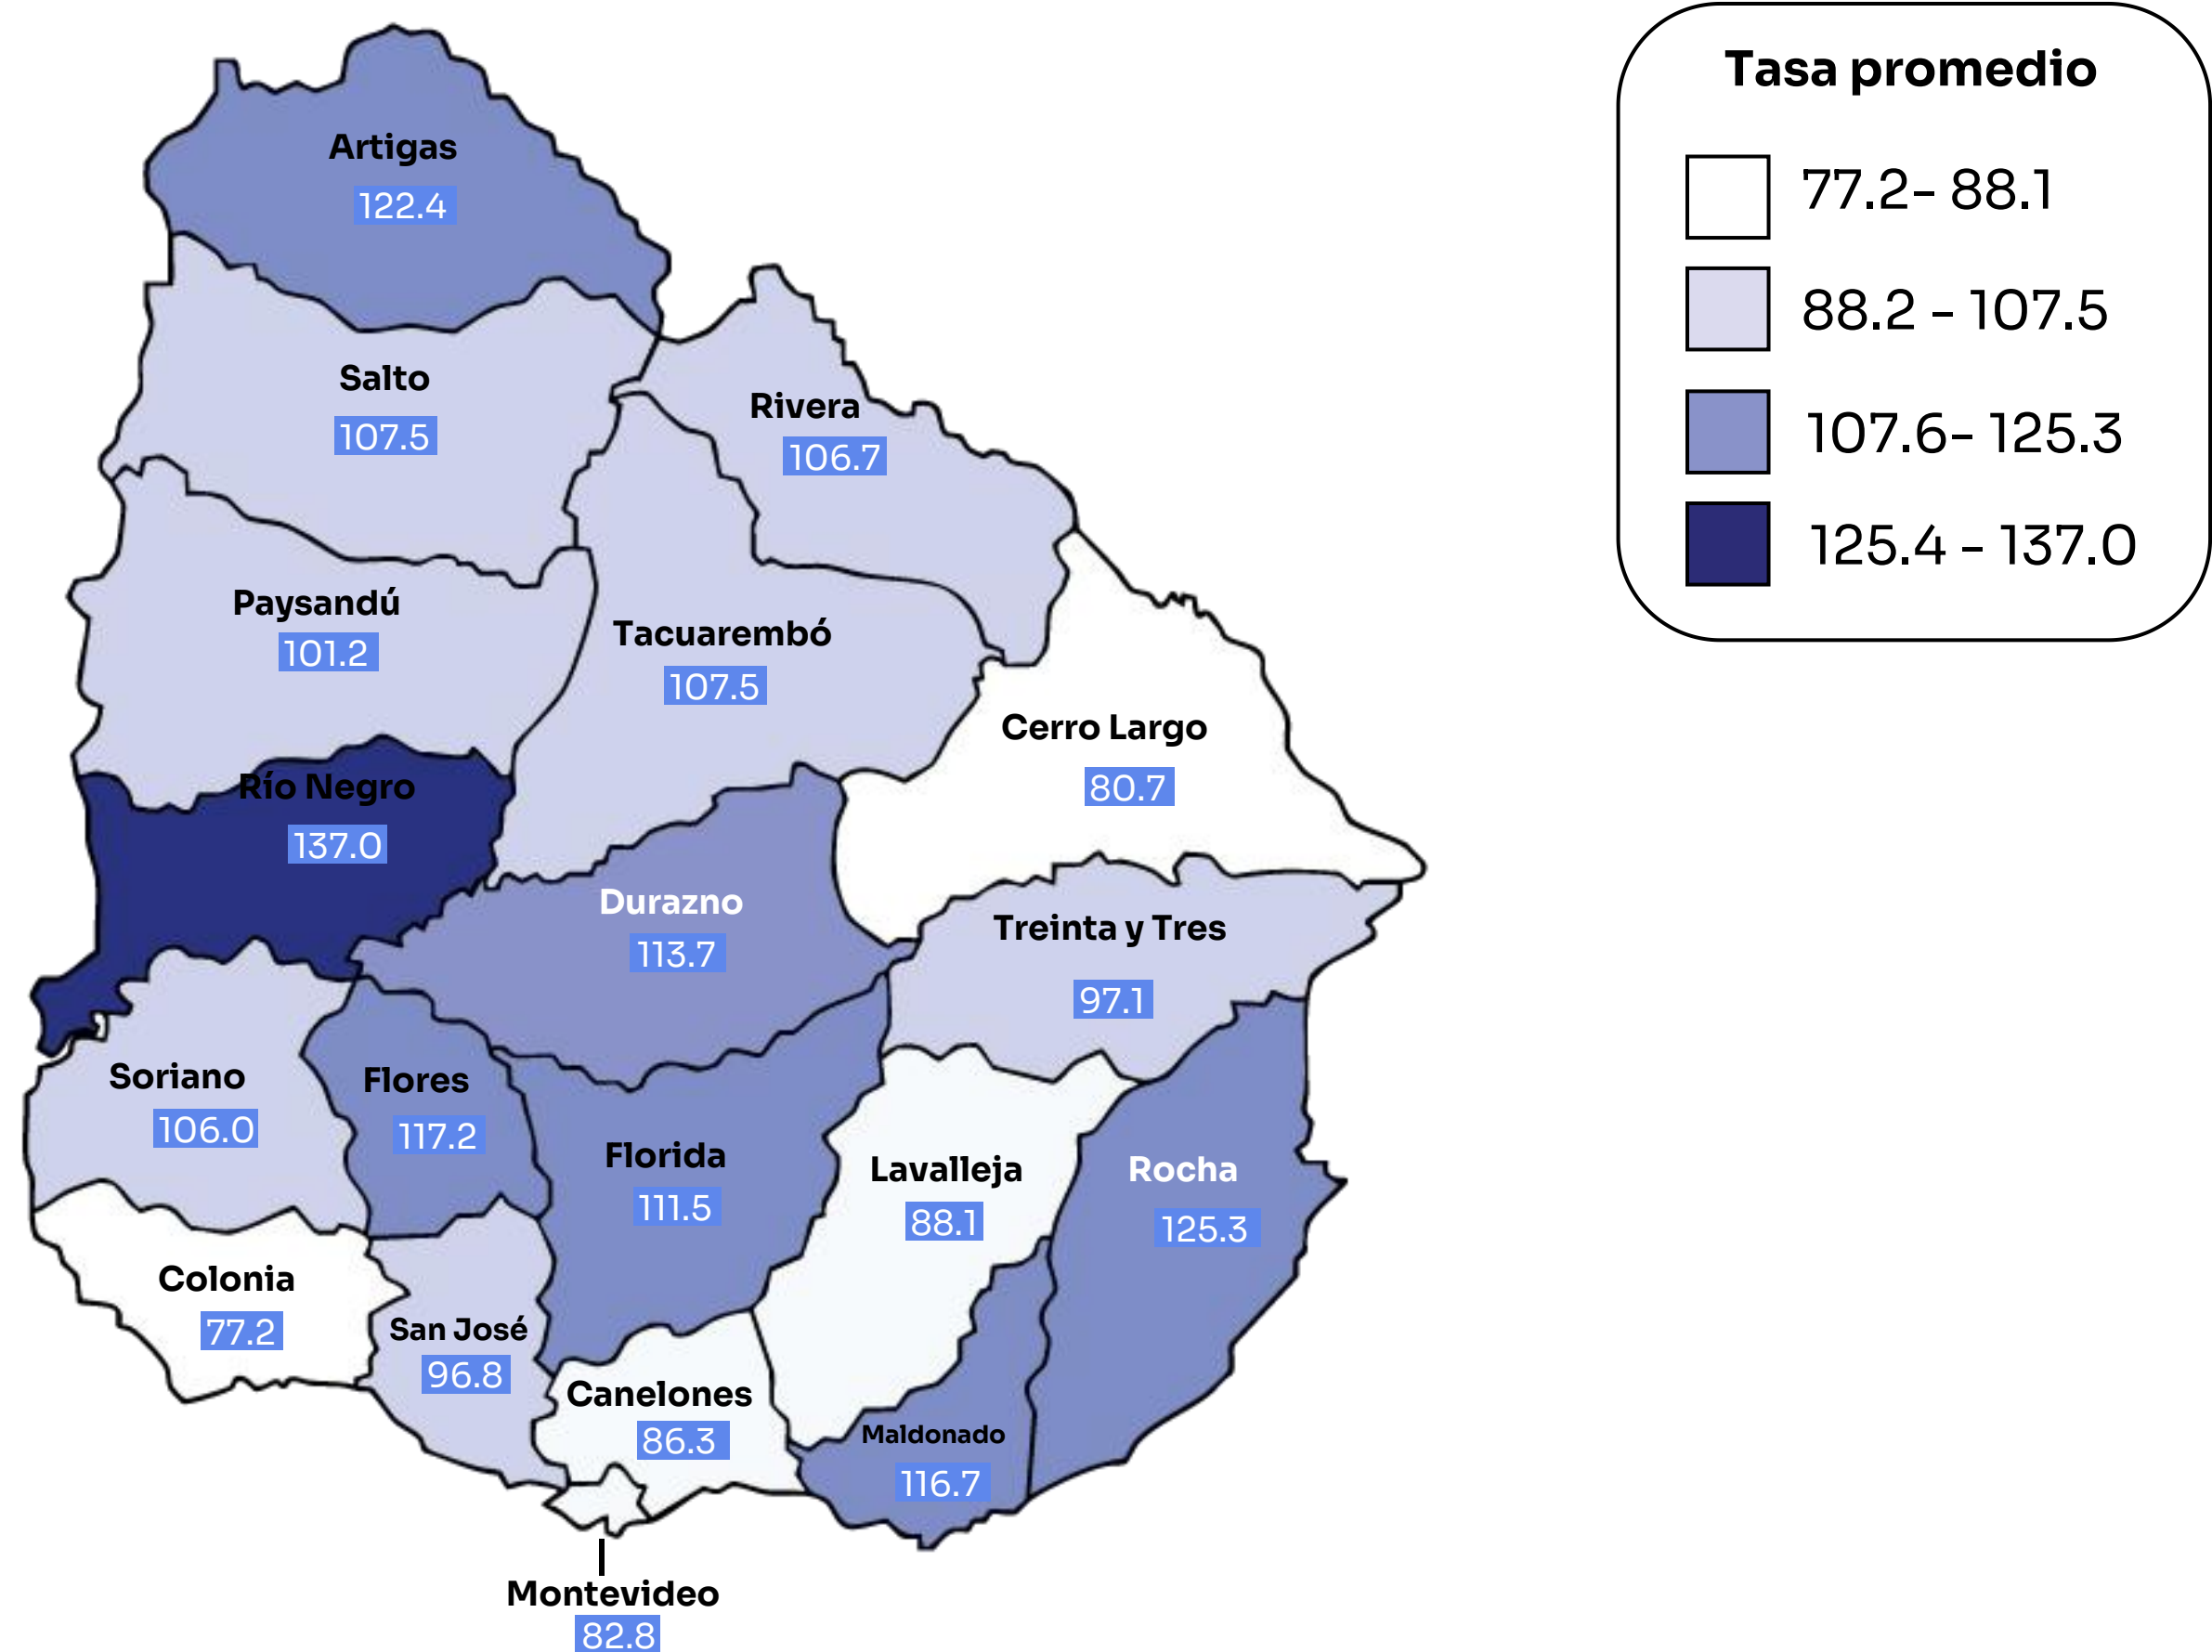 Tasa promedio
77.2- 88.1
88.2 - 107.5
107.6- 125.3
125.4 - 137.0
Artigas
122.4
Salto
107.5
Rivera
106.7
Paysandú
101.2
Tacuarembó
107.5
Cerro Largo
80.7
Río Negro
137.0
Durazno
113.7
Treinta y Tres
97.1
Soriano
106.0
Flores
117.2
Florida
111.5
Lavalleja
88.1
Rocha
125.3
Colonia
77.2
San José
96.8
Canelones
86.3
Maldonado
116.7
Montevideo
82.8